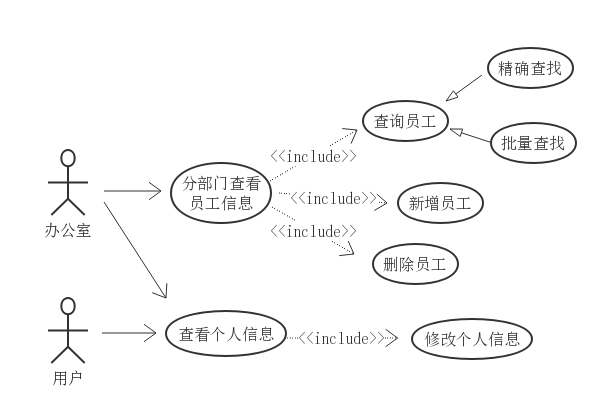 精确查找
查询员工
批量查找
<<include>>
分部门查看
员工信息
<<include>>
新增员工
办公室
<<include>>
删除员工
查看个人信息
<<include>>
修改个人信息
用户